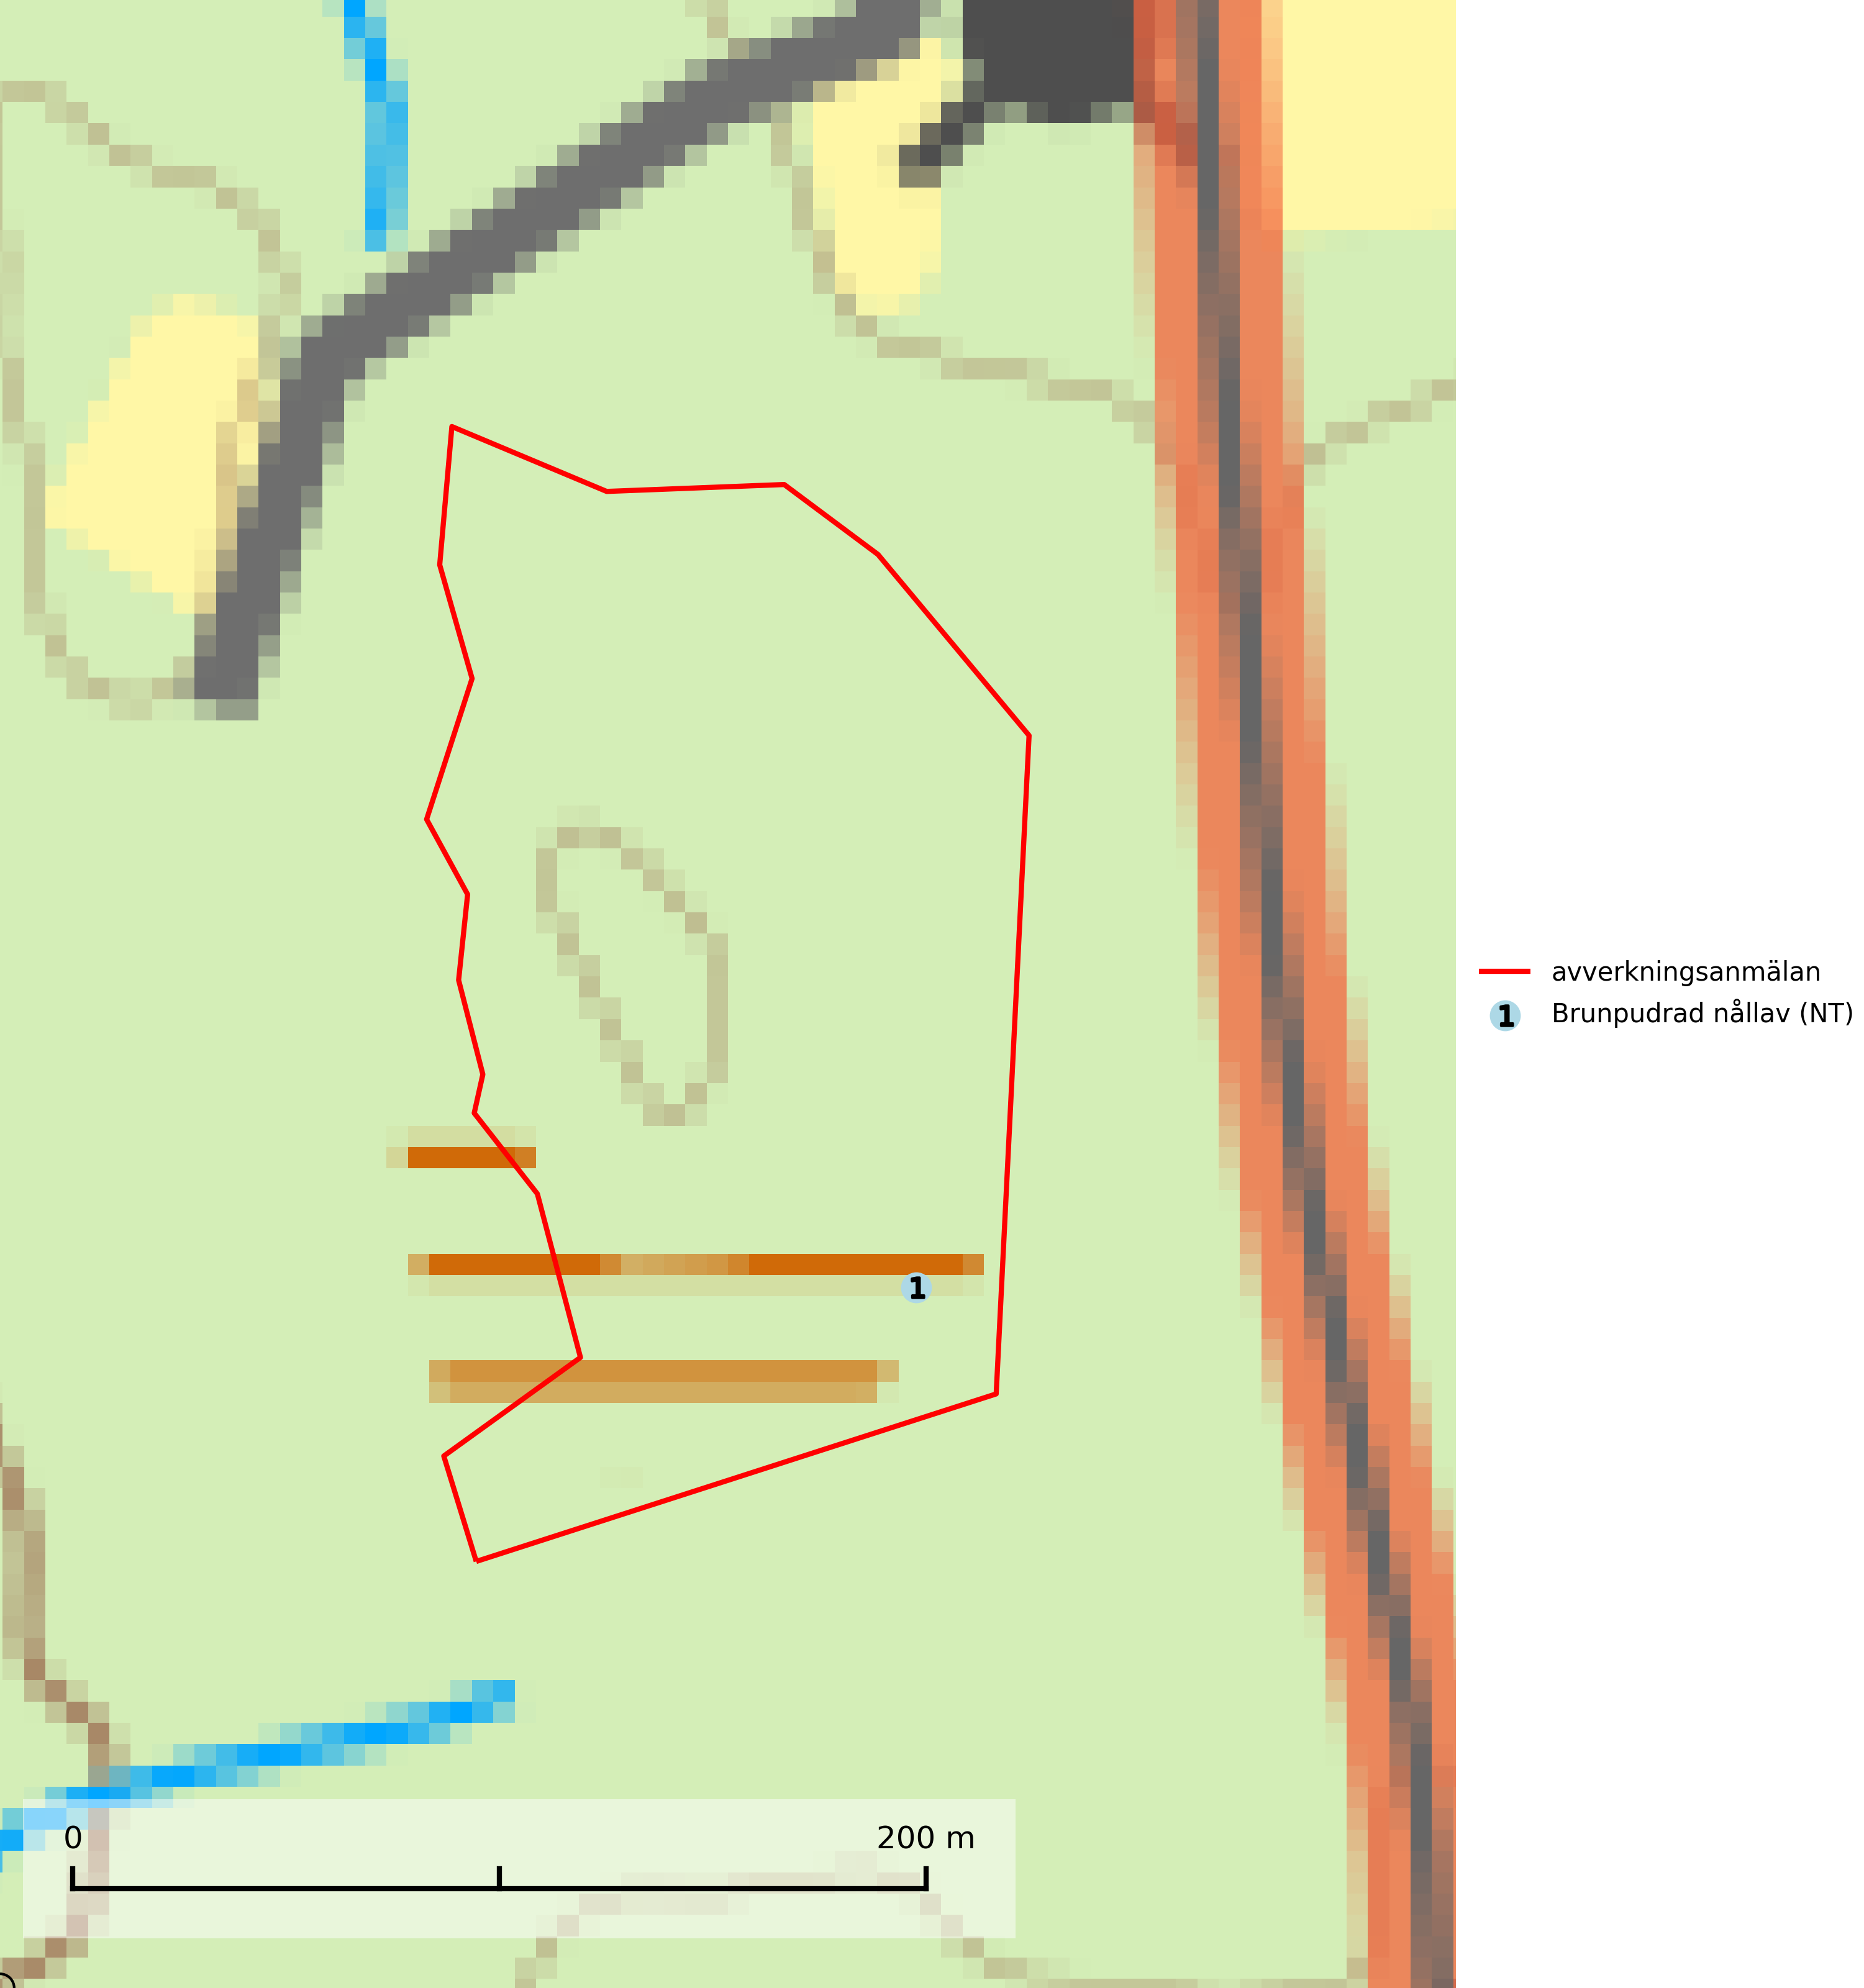 avverkningsanmälan
1 Brunpudrad nållav (NT)
1
0 200 m